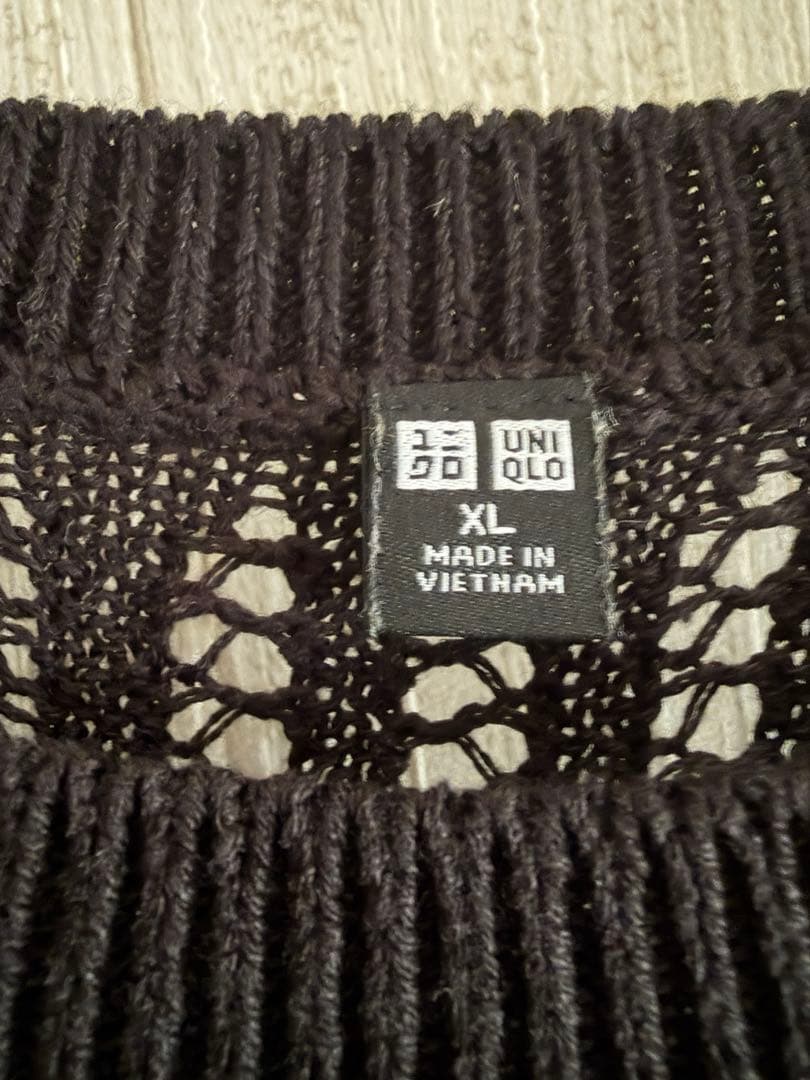 ユニ UNI
クロ QLO
XL
MADE IN
VIETNAM